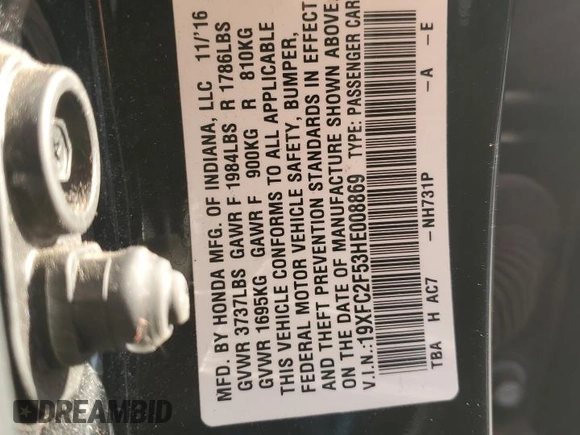 MFD. BY HONDA MFG. OF INDIANA, LLC 11/'16
GVWR 3737LBS GAWR F 1984LBS R 1786LBS
GVWR 1695KG GAWR F 900KG R 810KG
THIS VEHICLE CONFORMS TO ALL APPLICABLE
FEDERAL MOTOR VEHICLE SAFETY, BUMPER,
AND THEFT PREVENTION STANDARDS IN EFFECT
ON THE DATE OF MANUFACTURE SHOWN ABOVE.
V.I.N.:19XFC2F53HE008869 TYPE: PASSENGER CAR
TBA H AC7 -NH731P -A -E
DREAMBID